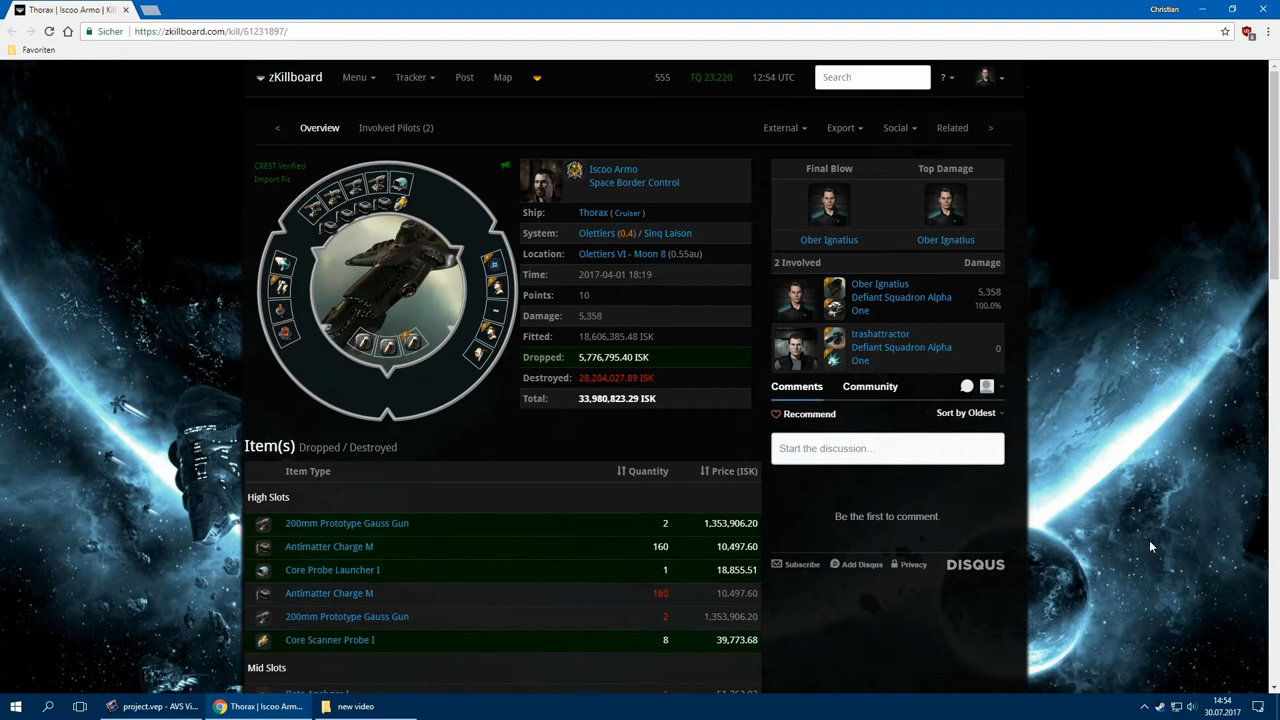 Thorax | Iscoo Armo | Kill
Christian
Sicher | https://zkillboard.com/kill/61231897/
Favoriten
zKillboard Menu Tracker Post Map 555 TQ 23,220 12:54 UTC Search ?
< Overview Involved Pilots (2) External Export Social Related >
CREST Verified
Import Fit
Iscoo Armo
Space Border Control
Ship: Thorax ( Cruiser )
System: Olettiers (0.4) / Sinq Laison
Location: Olettiers VI - Moon 8 (0.55au)
Time: 2017-04-01 18:19
Points: 10
Damage: 5,358
Fitted: 18,606,385.48 ISK
Dropped: 5,776,795.40 ISK
Destroyed: 28,204,027.89 ISK
Total: 33,980,823.29 ISK
Final Blow Top Damage
Ober Ignatius Ober Ignatius
2 Involved Damage
Ober Ignatius
Defiant Squadron Alpha One
5,358
100.0%
trashattractor
Defiant Squadron Alpha One
0
Comments Community
Recommend Sort by Oldest
Start the discussion...
Be the first to comment.
Subscribe Add Disqus Privacy DISQUS
Item(s) Dropped / Destroyed
Item Type Quantity Price (ISK)
High Slots
200mm Prototype Gauss Gun 2 1,353,906.20
Antimatter Charge M 160 10,497.60
Core Probe Launcher I 1 18,855.51
Antimatter Charge M 160 10,497.60
200mm Prototype Gauss Gun 2 1,353,906.20
Core Scanner Probe I 8 39,773.68
Mid Slots
project.vep - AVS Vi... Thorax | Iscoo Arm... new video
14:54
30.07.2017